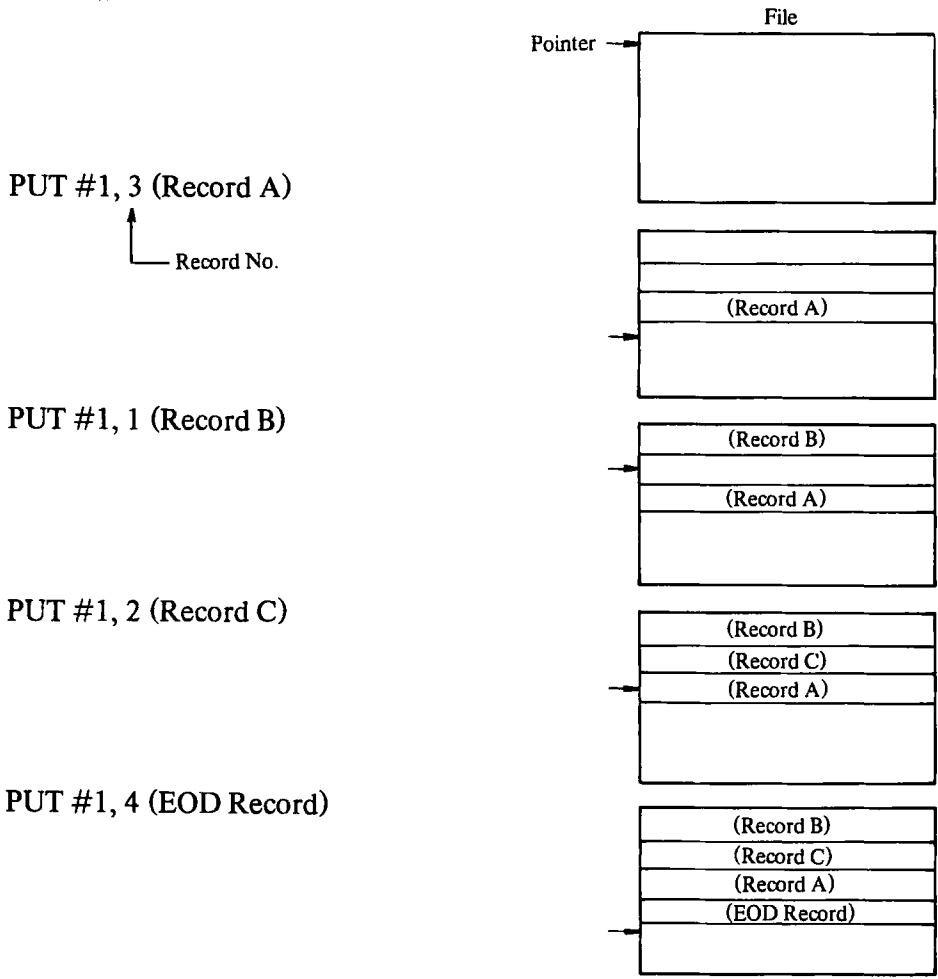 File
Pointer
PUT #1, 3 (Record A)
Record No.
(Record A)
PUT #1, 1 (Record B)
(Record B)
(Record A)
PUT #1, 2 (Record C)
(Record B)
(Record C)
(Record A)
PUT #1, 4 (EOD Record)
(Record B)
(Record C)
(Record A)
(EOD Record)